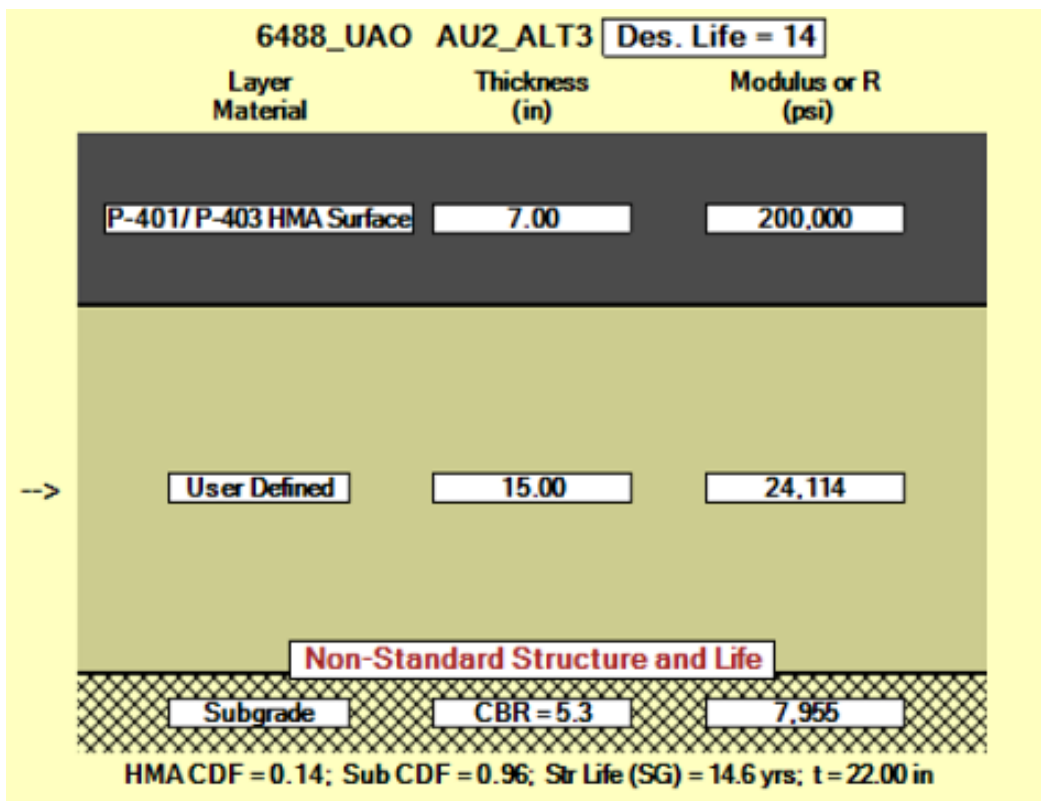 6488_UAO AU2_ALT3 Des. Life = 14
Layer Material Thickness (in) Modulus or R (psi)
P-401/ P-403 HMA Surface 7.00 200,000
--> User Defined 15.00 24,114
Non-Standard Structure and Life
Subgrade CBR = 5.3 7,955
HMA CDF = 0.14; Sub CDF = 0.96; Str Life (SG) = 14.6 yrs; t = 22.00 in